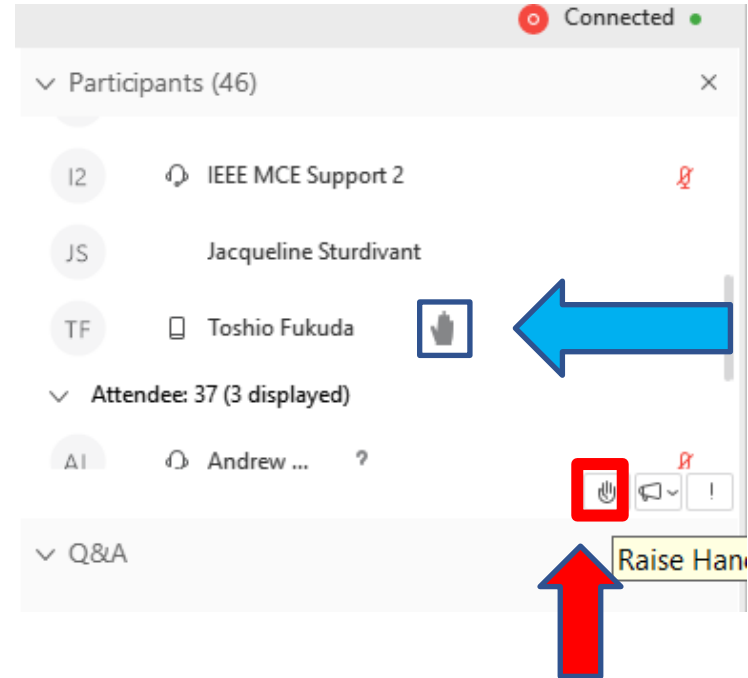 Connected
Participants (46)
I2 IEEE MCE Support 2
JS Jacqueline Sturdivant
TF Toshio Fukuda
Attendee: 37 (3 displayed)
Andrew ... ?
!
Q&A
Raise Han